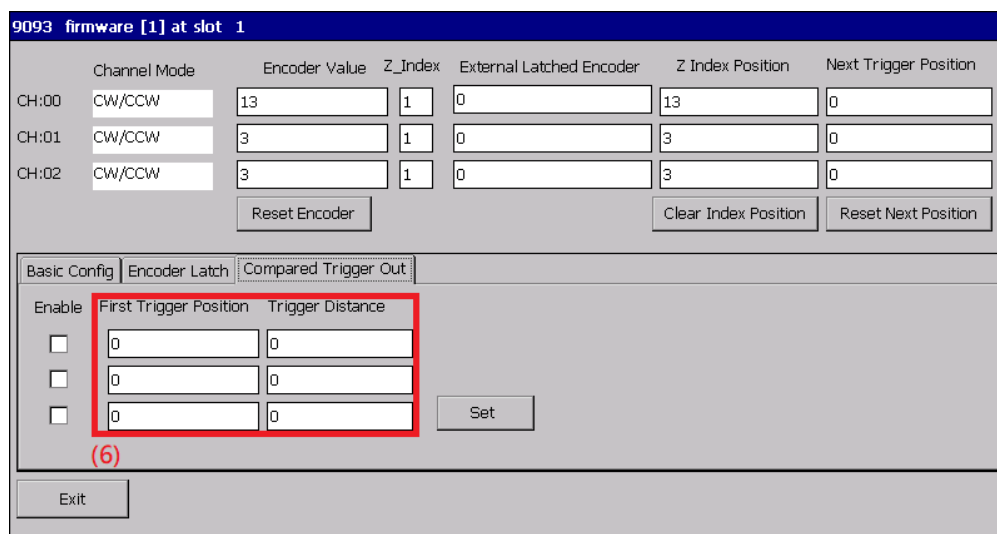 9093 firmware [1] at slot 1
Channel Mode Encoder Value Z_Index External Latched Encoder Z Index Position Next Trigger Position
CH:00 CW/CCW 13 1 0 13 0
CH:01 CW/CCW 3 1 0 3 0
CH:02 CW/CCW 3 1 0 3 0
Reset Encoder Clear Index Position Reset Next Position
Basic Config Encoder Latch Compared Trigger Out
Enable First Trigger Position Trigger Distance
0 0
0 0
0 0 Set
(6)
Exit